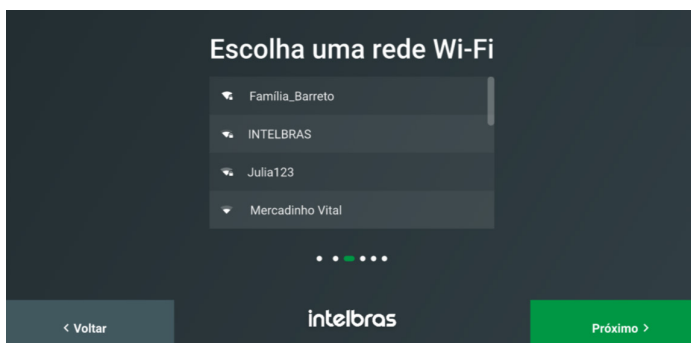 Escolha uma rede Wi-Fi
Família_Barreto
INTELBRAS
Julia123
Mercadinho Vital
< Voltar
intelbras
Próximo >